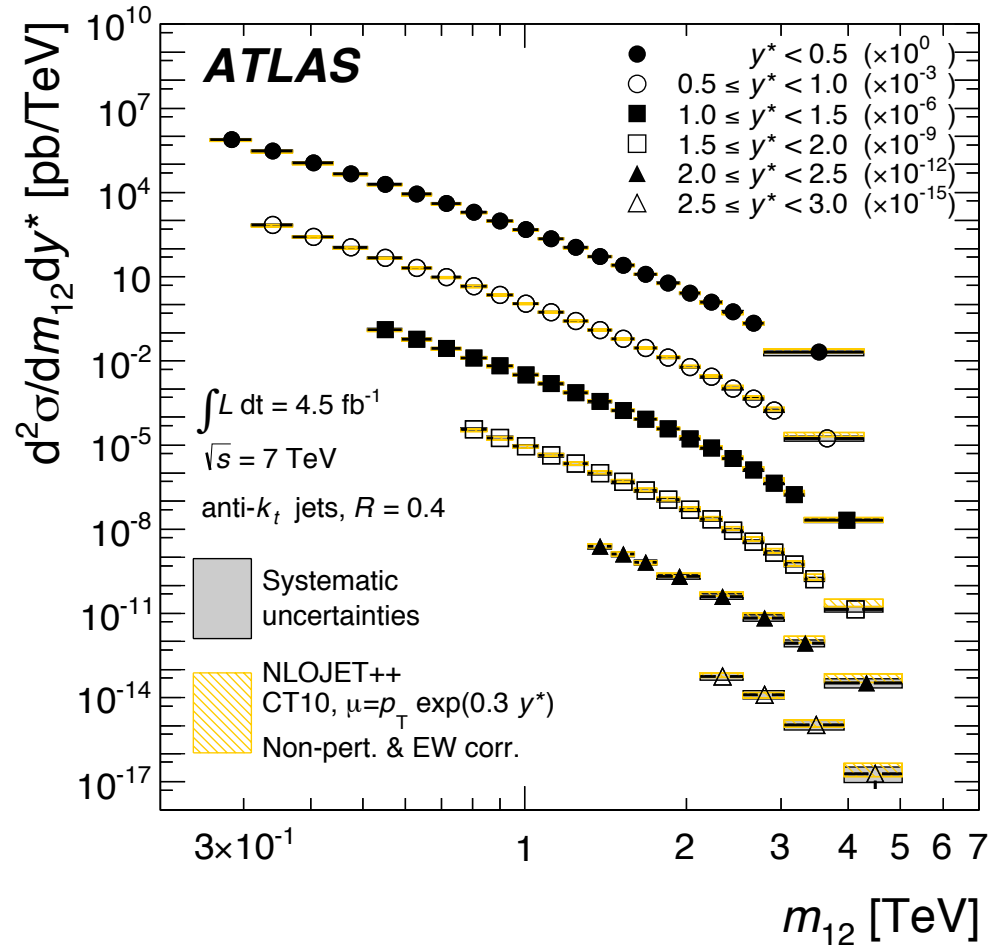 ATLAS
y* < 0.5 (×10⁰ )
0.5 ≤ y* < 1.0 (×10⁻³ )
1.0 ≤ y* < 1.5 (×10⁻⁶ )
1.5 ≤ y* < 2.0 (×10⁻⁹ )
2.0 ≤ y* < 2.5 (×10⁻¹²)
2.5 ≤ y* < 3.0 (×10⁻¹⁵)
d²σ/dm₁₂dy* [pb/TeV]
10¹⁰
10⁷
10⁴
10
10⁻²
10⁻⁵
10⁻⁸
10⁻¹¹
10⁻¹⁴
10⁻¹⁷
∫L dt = 4.5 fb⁻¹
√s = 7 TeV
anti-kₜ jets, R = 0.4
Systematic
uncertainties
NLOJET++
CT10, μ=p_T exp(0.3 y*)
Non-pert. & EW corr.
3×10⁻¹ 1 2 3 4 5 6 7
m₁₂ [TeV]